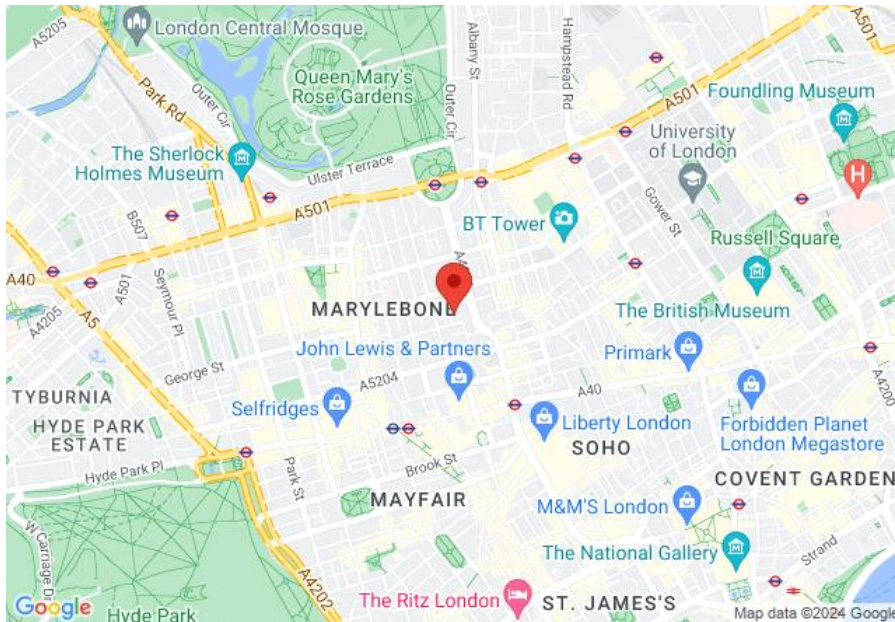 A5205
London Central Mosque
Albany St
Hampstead Rd
A501
Park Rd
Outer Cir
Queen Mary's
Rose Gardens
Outer Cir
A501
Foundling Museum
University
of London
The Sherlock
Holmes Museum
Ulster Terrace
H
B507
A501
BT Tower
Gower St
Russell Square
A40
A501
Seymour Pl
A4205
A5
MARYLEBONE
The British Museum
John Lewis & Partners
Primark
George St
A5204
A40
A4200
TYBURNIA
Selfridges
Liberty London
Forbidden Planet
London Megastore
HYDE PARK
ESTATE
SOHO
Hyde Park Pl
Park St
Brook St
COVENT GARDEN
MAYFAIR
M&M'S London
W Carriage Dr
The National Gallery
Strand
A4202
Google
Hyde Park
The Ritz London
ST. JAMES'S
Map data ©2024 Google